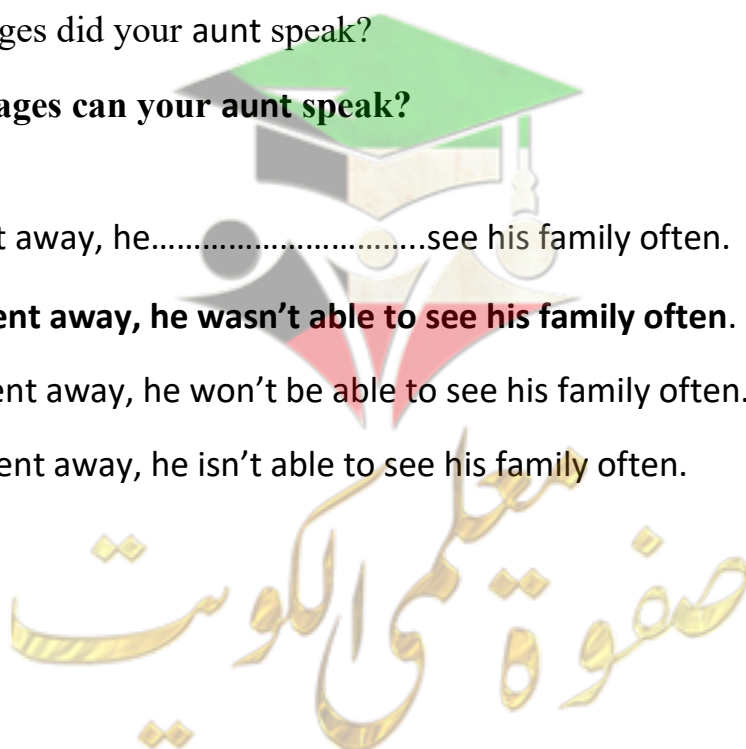 ges did your aunt speak?
ages can your aunt speak?
t away, he................................see his family often.
ent away, he wasn’t able to see his family often.
ent away, he won’t be able to see his family often.
ent away, he isn’t able to see his family often.
صفوة معلمى الكويت